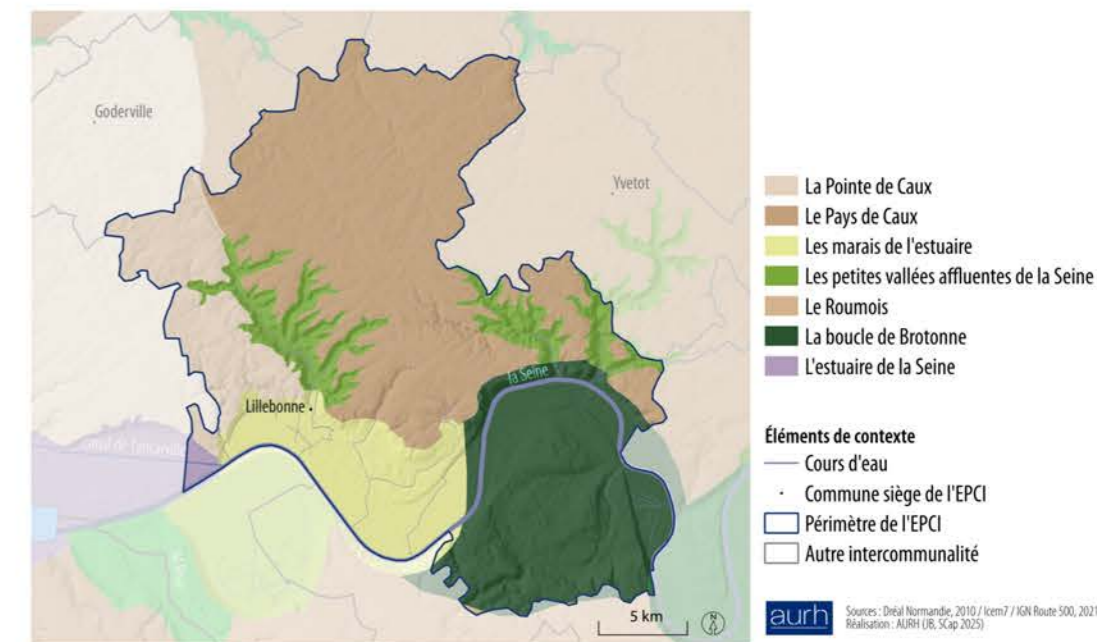 Goderville
Yvetot
la Seine
Lillebonne
canal de Tancarville
5 km
N
La Pointe de Caux
Le Pays de Caux
Les marais de l'estuaire
Les petites vallées affluentes de la Seine
Le Roumois
La boucle de Brotonne
L'estuaire de la Seine
Éléments de contexte
Cours d'eau
Commune siège de l'EPCI
Périmètre de l'EPCI
Autre intercommunalité
aurh
Sources : Dréal Normandie, 2010 / Icem7 / IGN Route 500, 2021
Réalisation : AURH (JB, SCap 2025)